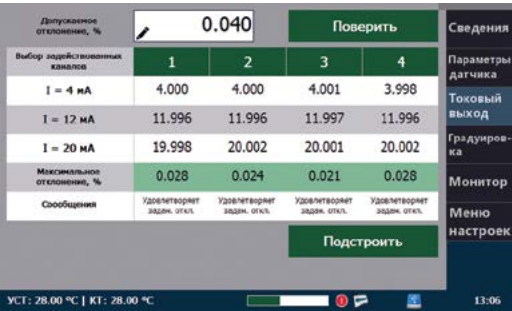 Допускаемое
отклонение, %
0.040
Поверить
Выбор задействованных
каналов
1 2 3 4
I = 4 мА 4.000 4.000 4.001 3.998
I = 12 мА 11.996 11.996 11.997 11.996
I = 20 мА 19.998 20.002 20.001 20.002
Максимальное
отклонение, %
0.028 0.024 0.021 0.028
Сообщения
Удовлетворяет Удовлетворяет Удовлетворяет Удовлетворяет
задан. откл. задан. откл. задан. откл. задан. откл.
Подстроить
Сведения
Параметры
датчика
Токовый
выход
Градуиров-
ка
Монитор
Меню
настроек
УСТ: 28.00 °C | КТ: 28.00 °C
13:06